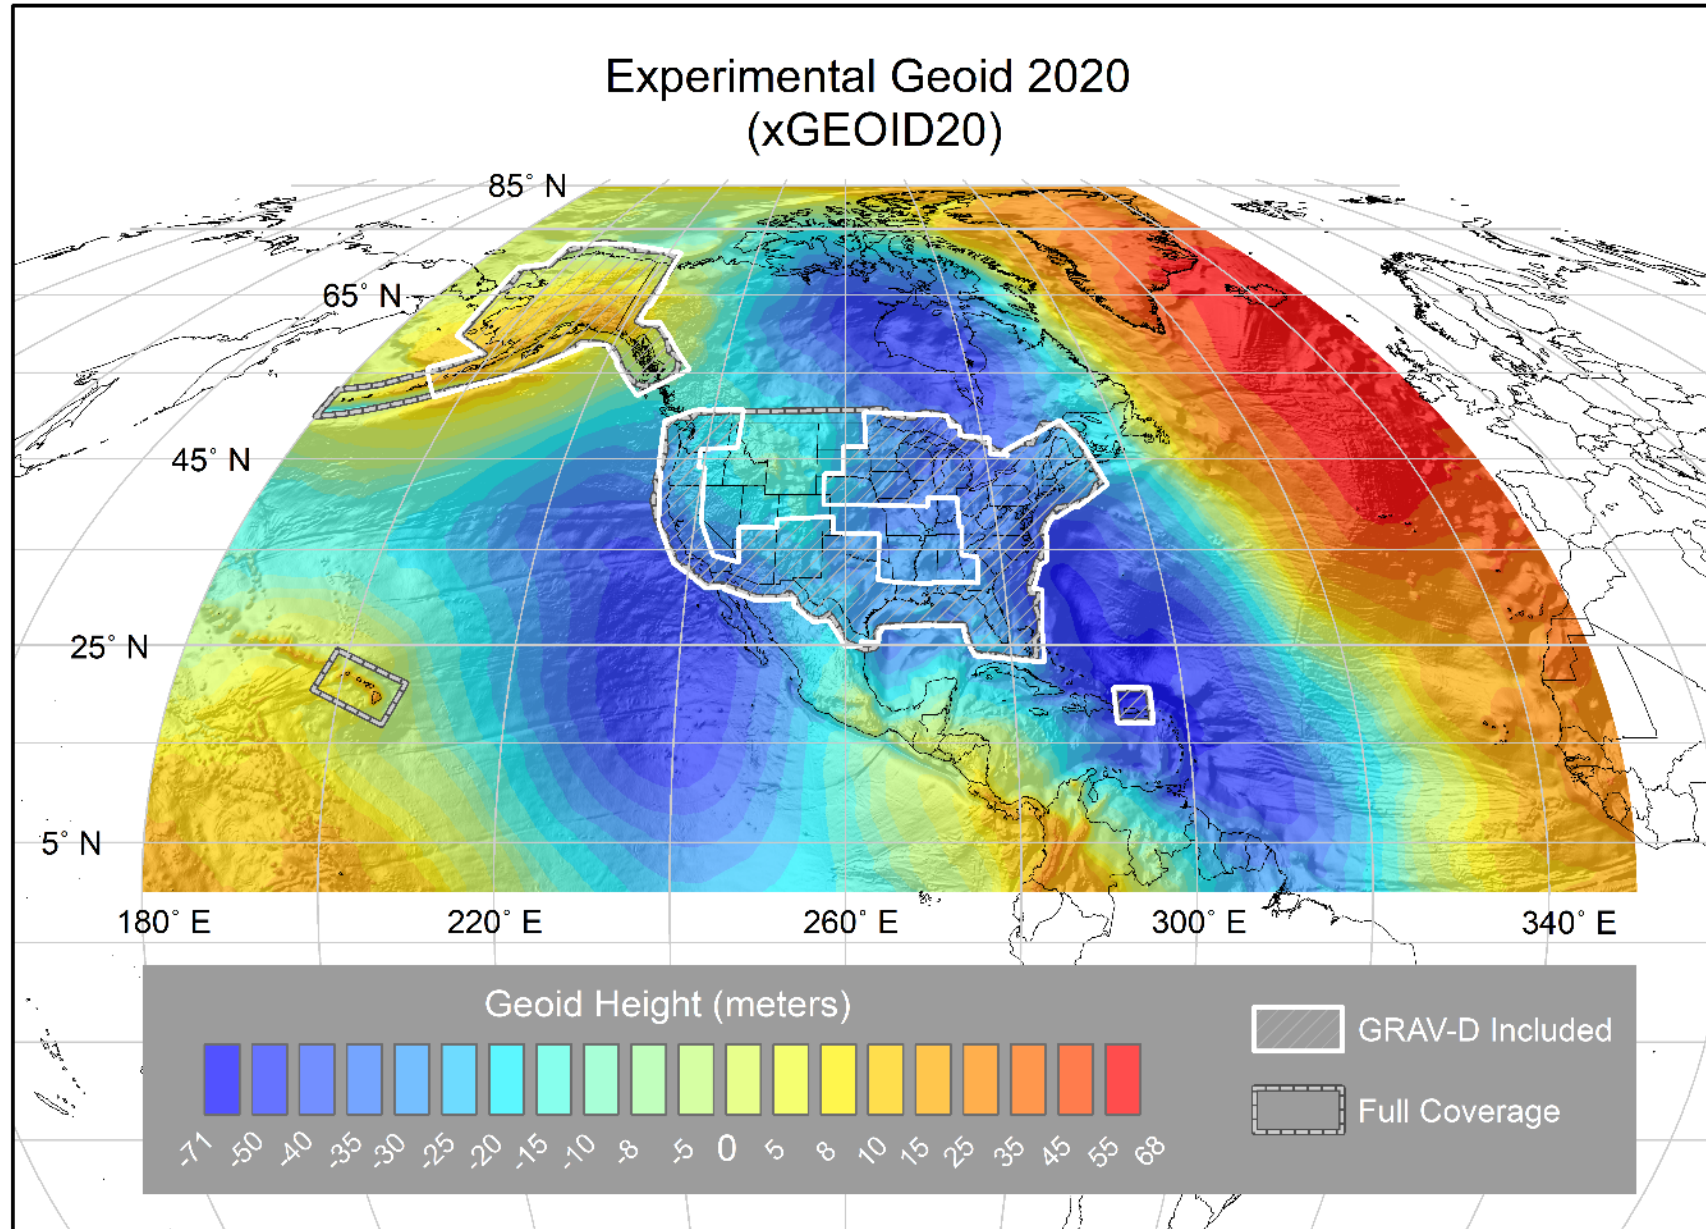 Experimental Geoid 2020
(xGEOID20)
85° N
65° N
45° N
25° N
5° N
180° E 220° E 260° E 300° E 340° E
Geoid Height (meters)
-71 -50 -40 -35 -30 -25 -20 -15 -10 -8 -5 0 5 8 10 15 25 35 45 55 68
GRAV-D Included
Full Coverage